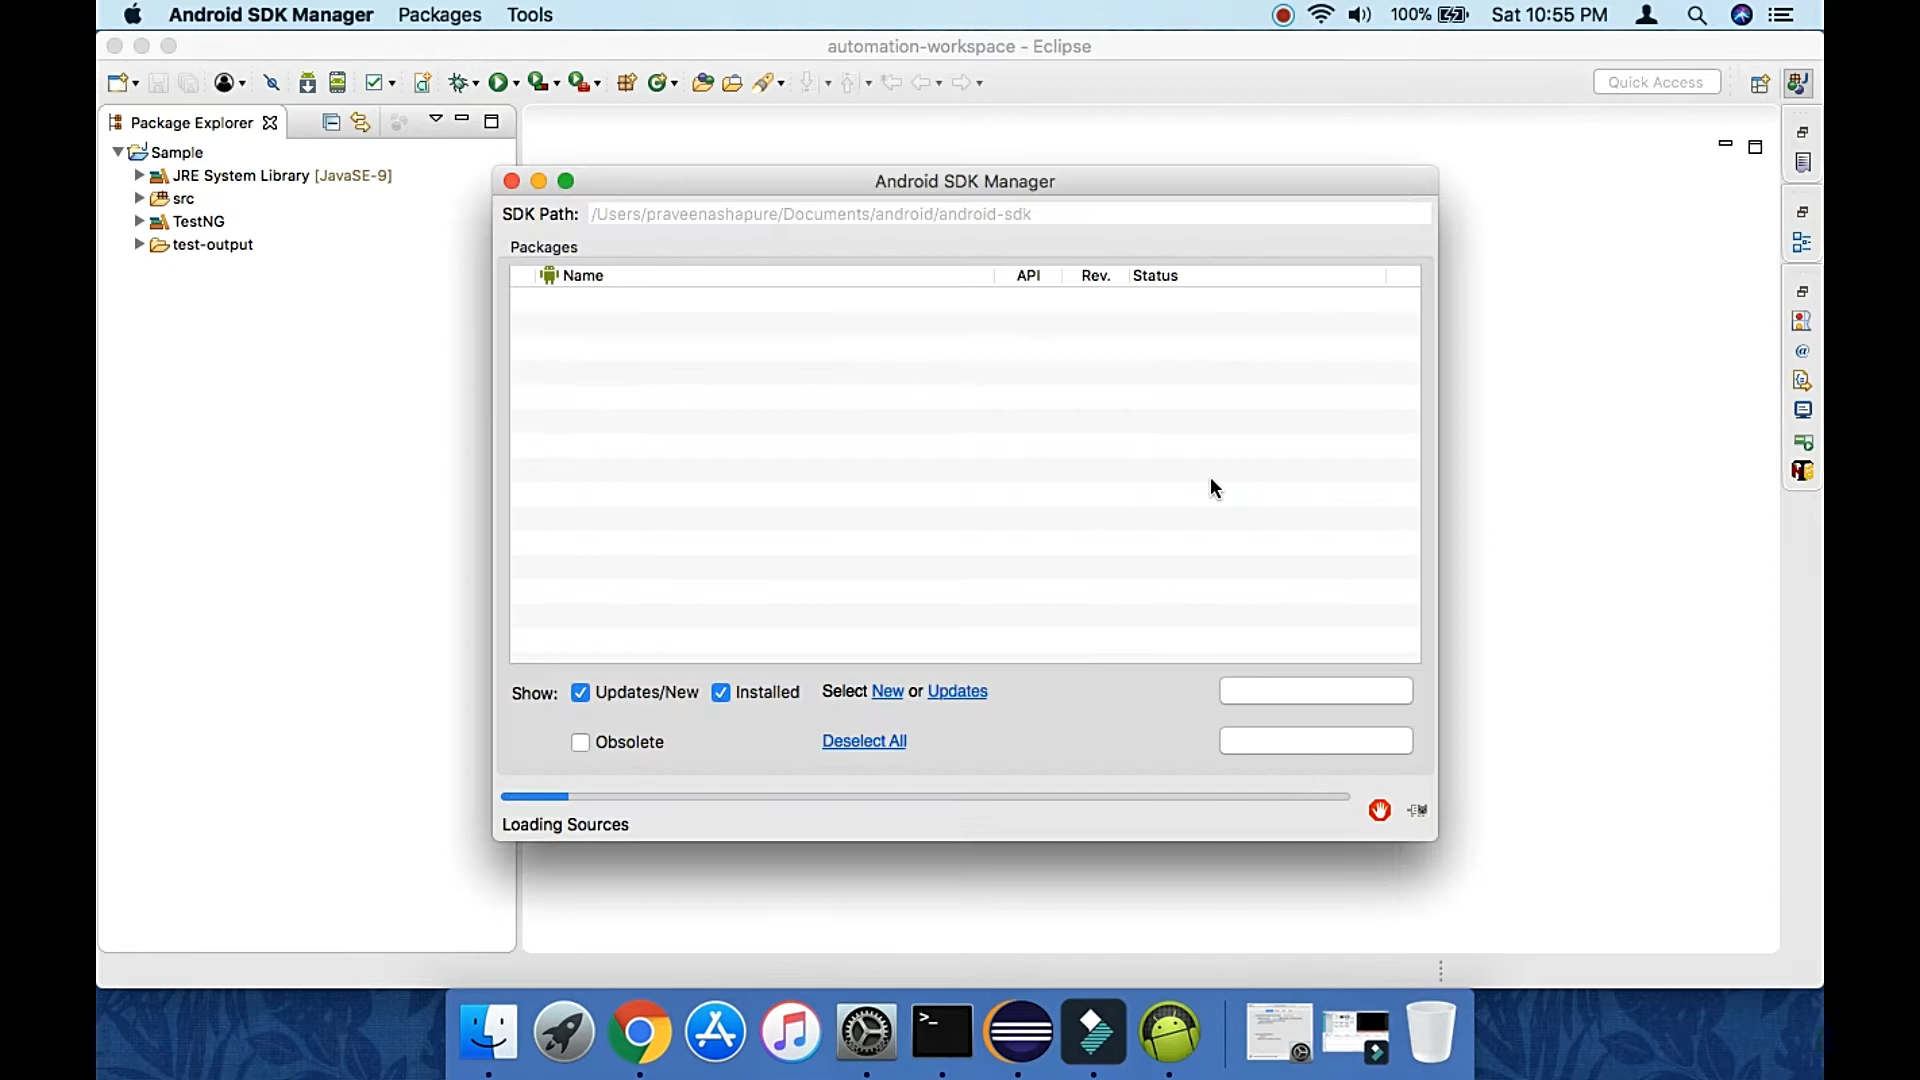 Android SDK Manager Packages Tools 100% Sat 10:55 PM
automation-workspace - Eclipse
Quick Access
Package Explorer
Sample
JRE System Library [JavaSE-9]
src
TestNG
test-output
Android SDK Manager
SDK Path: /Users/praveenashapure/Documents/android/android-sdk
Packages
Name API Rev. Status
Show: Updates/New Installed Select New or Updates
Obsolete Deselect All
Loading Sources
>_